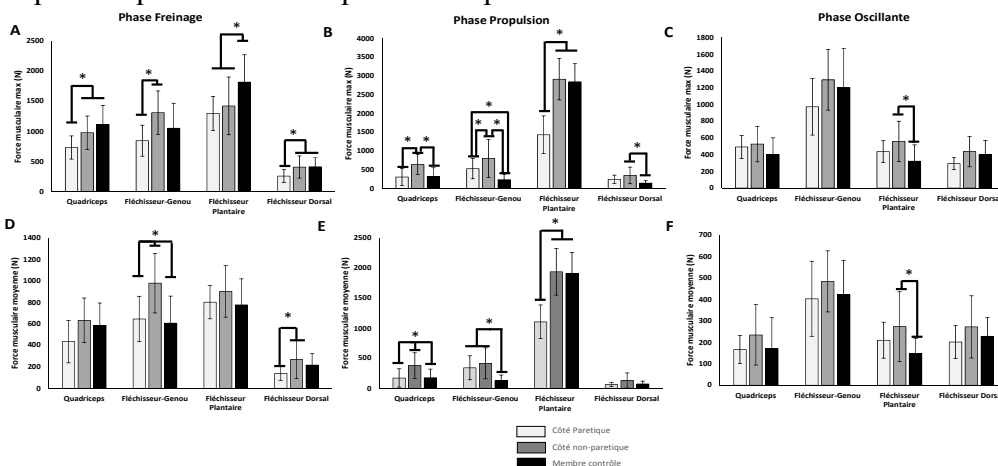 Phase Freinage
Phase Propulsion
Phase Oscillante
A
Force musculaire max (N)
2500
2000
1500
1000
500
0
* * * *
Quadriceps Fléchisseur-Genou Fléchisseur Plantaire Fléchisseur Dorsal
B
Force musculaire max (N)
4000
3500
3000
2500
2000
1500
1000
500
0
* * * * * * * *
Quadriceps Fléchisseur-Genou Fléchisseur Plantaire Fléchisseur Dorsal
C
Force musculaire max (N)
1800
1600
1400
1200
1000
800
600
400
200
0
*
Quadriceps Fléchisseur-Genou Fléchisseur Plantaire Fléchisseur Dorsal
D
Force musculaire moyenne (N)
1400
1200
1000
800
600
400
200
0
* *
Quadriceps Fléchisseur-Genou Fléchisseur Plantaire Fléchisseur Dorsal
E
Force musculaire moyenne (N)
2500
2000
1500
1000
500
0
* * *
Quadriceps Fléchisseur-Genou Fléchisseur Plantaire Fléchisseur Dorsal
F
Force musculaire moyenne (N)
700
600
500
400
300
200
100
0
*
Quadriceps Fléchisseur-Genou Fléchisseur Plantaire Fléchisseur Dorsal
Côté Paretique
Côté non-paretique
Membre contrôle